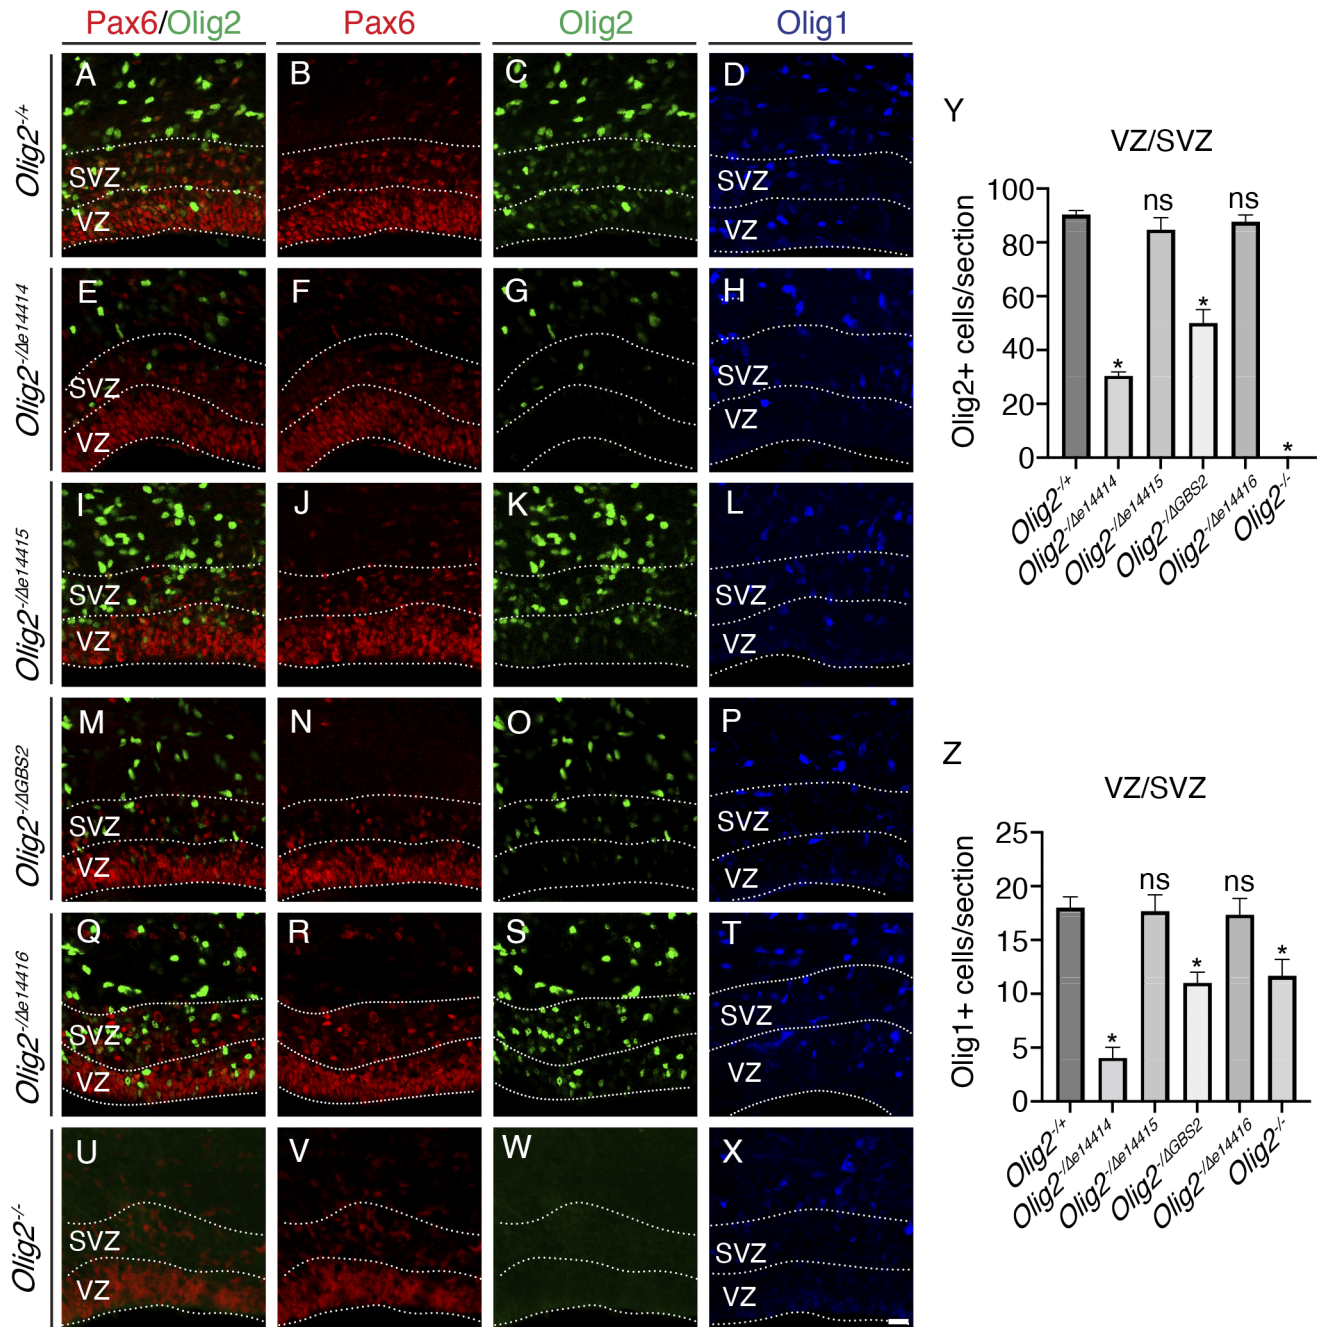 Pax6/Olig2 Pax6 Olig2 Olig1
Olig2-/+
A B C D
SVZ SVZ
VZ VZ
Olig2-/Δe14414
E F G H
SVZ SVZ
VZ VZ
Olig2-/Δe14415
I J K L
SVZ SVZ
VZ VZ
Olig2-/ΔGBS2
M N O P
SVZ SVZ
VZ VZ
Olig2-/Δe14416
Q R S T
SVZ SVZ
VZ VZ
Olig2-/-
U V W X
SVZ SVZ
VZ VZ
Y
VZ/SVZ
Olig2+ cells/section
100
80
60
40
20
0
* ns * ns *
Olig2-/+
Olig2-/Δe14414
Olig2-/Δe14415
Olig2-/ΔGBS2
Olig2-/Δe14416
Olig2-/-
Z
VZ/SVZ
Olig1+ cells/section
25
20
15
10
5
0
* ns * ns *
Olig2-/+
Olig2-/Δe14414
Olig2-/Δe14415
Olig2-/ΔGBS2
Olig2-/Δe14416
Olig2-/-